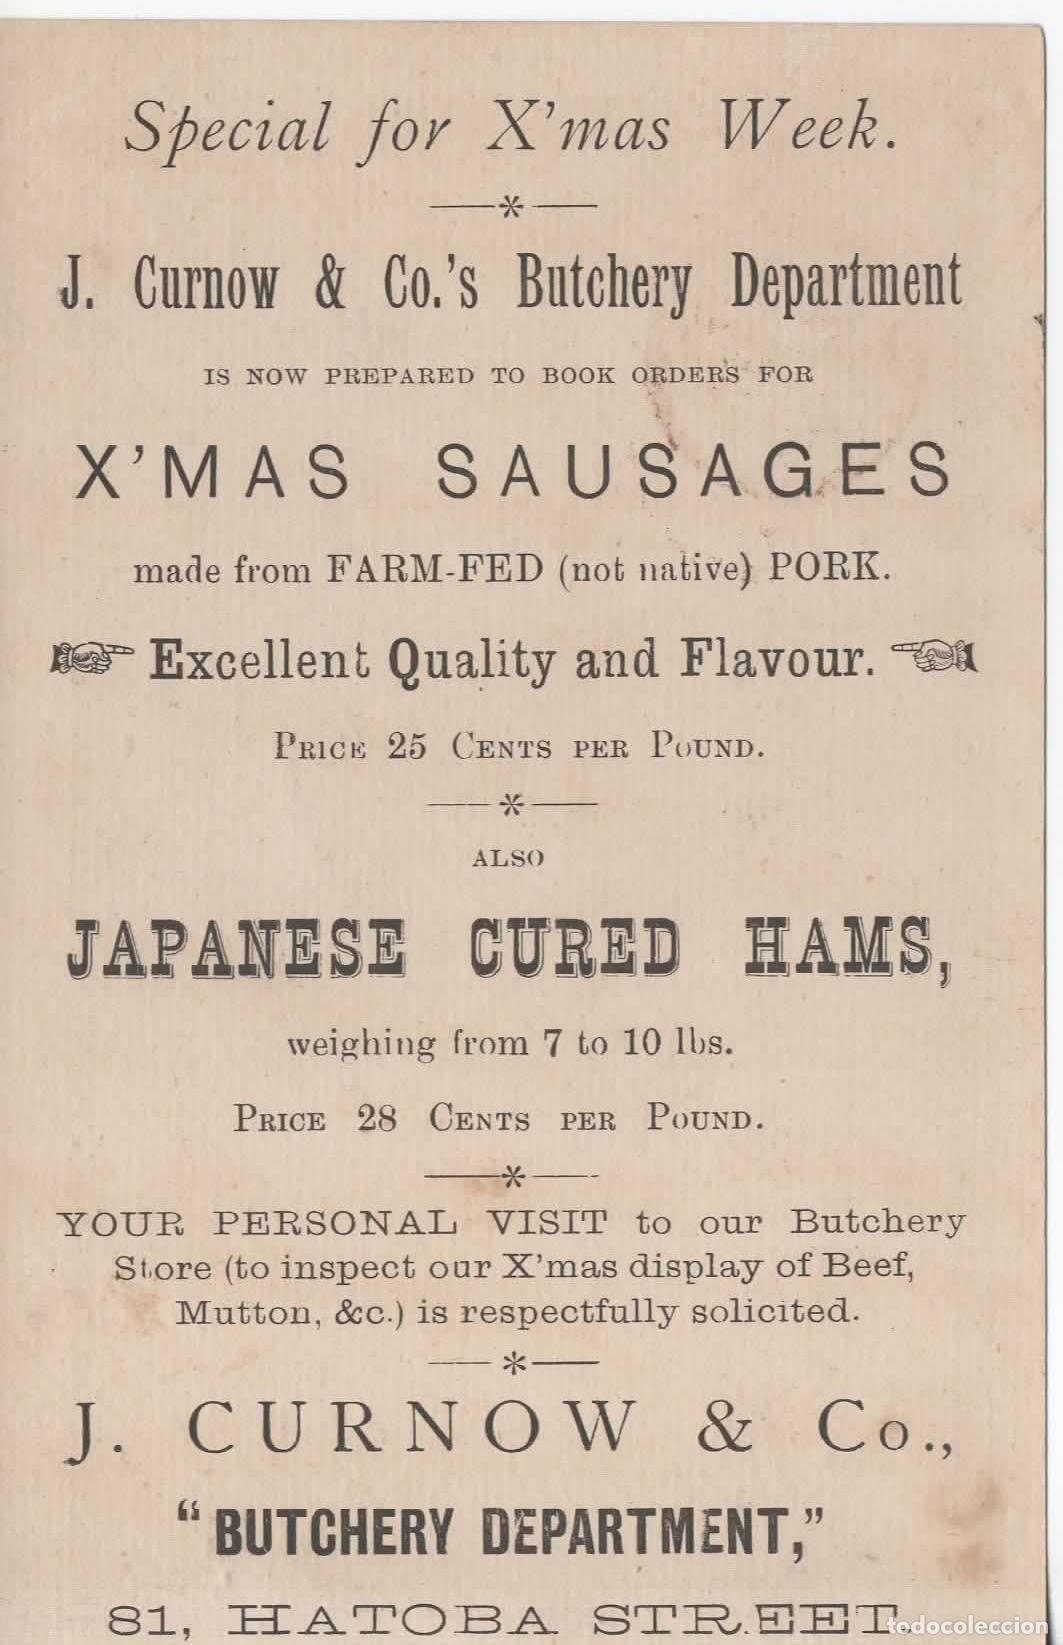 Special for X'mas Week.
J. Curnow & Co.'s Butchery Department
IS NOW PREPARED TO BOOK ORDERS FOR
X'MAS SAUSAGES
made from FARM-FED (not native) PORK.
Excellent Quality and Flavour.
PRICE 25 CENTS PER POUND.
ALSO
JAPANESE CURED HAMS,
weighing from 7 to 10 lbs.
PRICE 28 CENTS PER POUND.
YOUR PERSONAL VISIT to our Butchery
Store (to inspect our X'mas display of Beef,
Mutton, &c.) is respectfully solicited.
J. CURNOW & Co.,
"BUTCHERY DEPARTMENT,"
81, HATOBA STREET.
todocoleccion